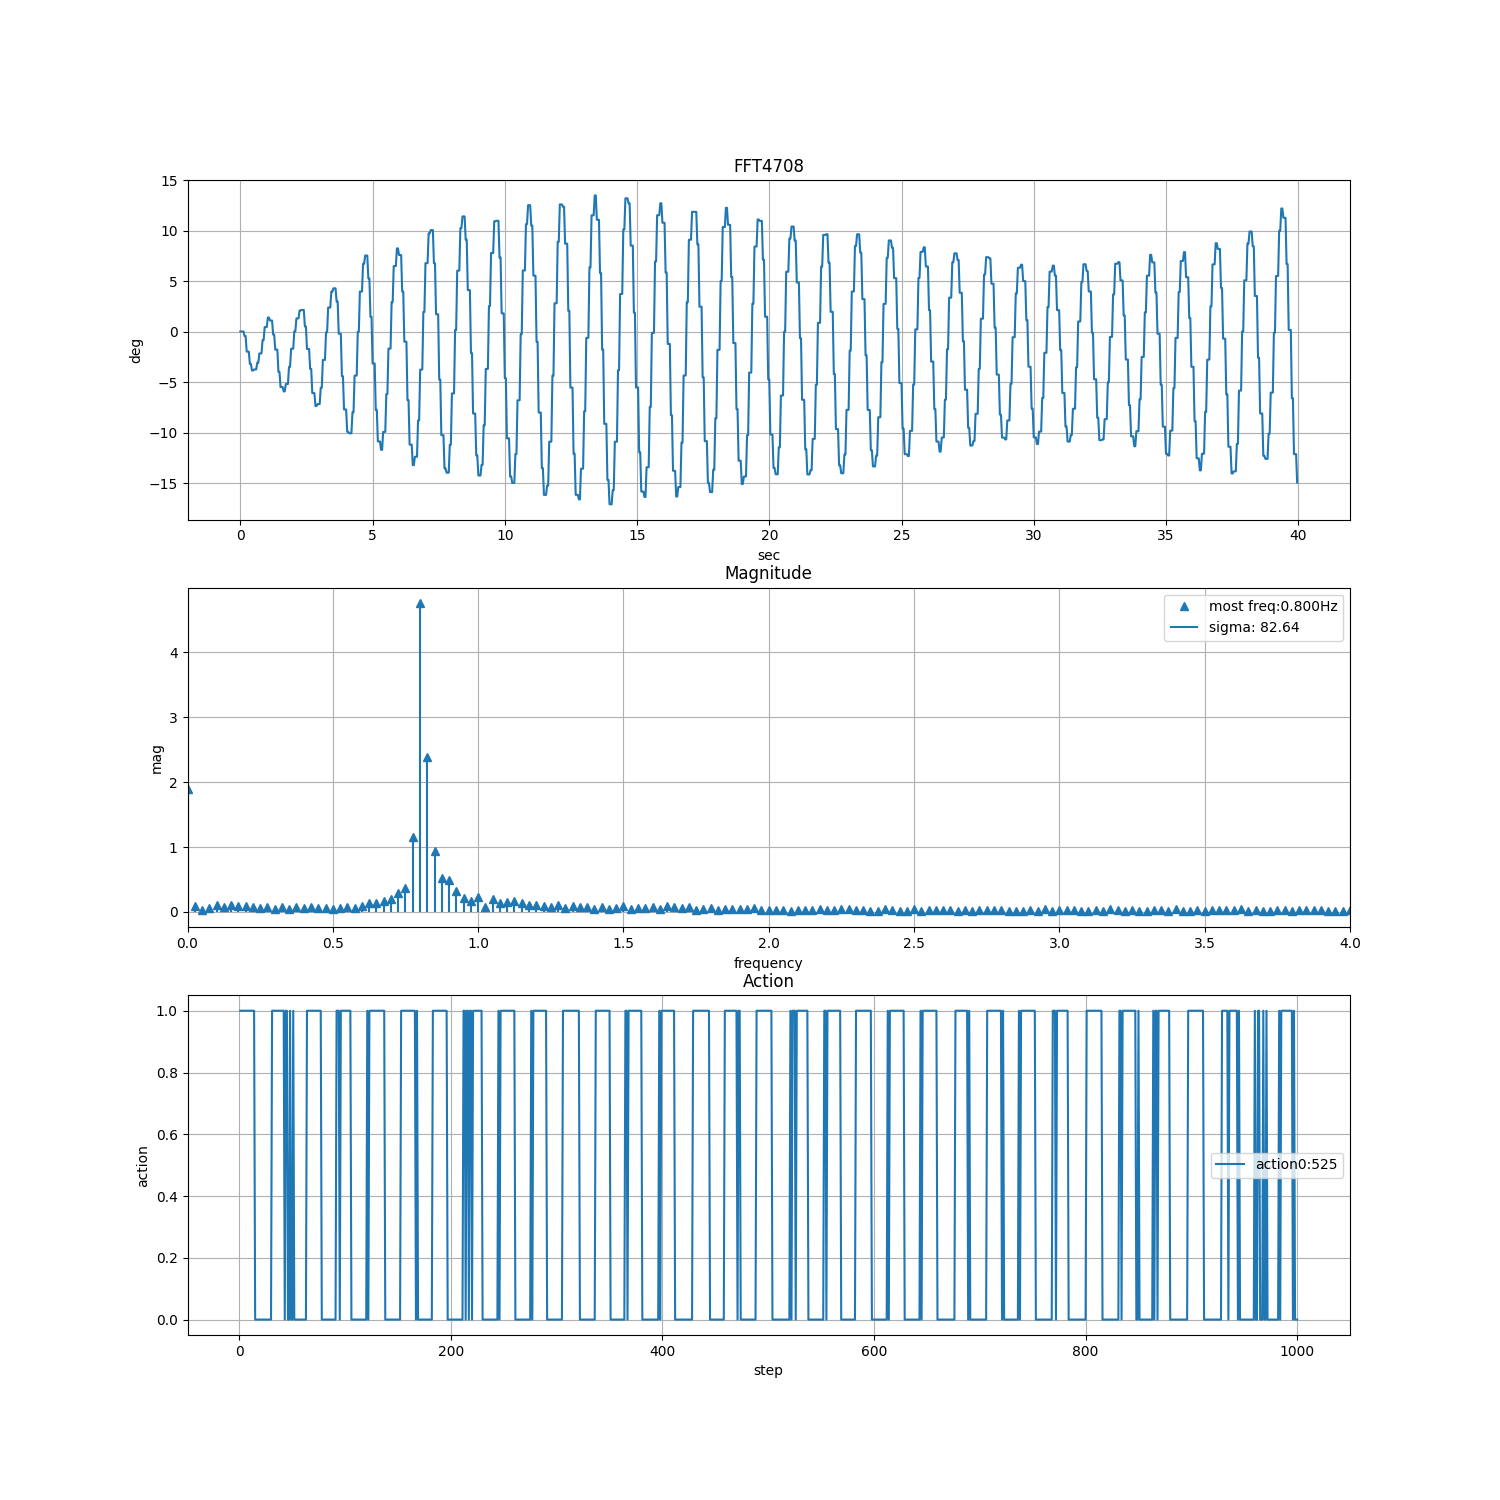 FFT4708
15
10
5
0
−5
−10
−15
deg
0 5 10 15 20 25 30 35 40
sec
Magnitude
most freq:0.800Hz
sigma: 82.64
4
3
2
1
0
mag
0.0 0.5 1.0 1.5 2.0 2.5 3.0 3.5 4.0
frequency
Action
1.0
0.8
0.6
0.4
0.2
0.0
action
action0:525
0 200 400 600 800 1000
step